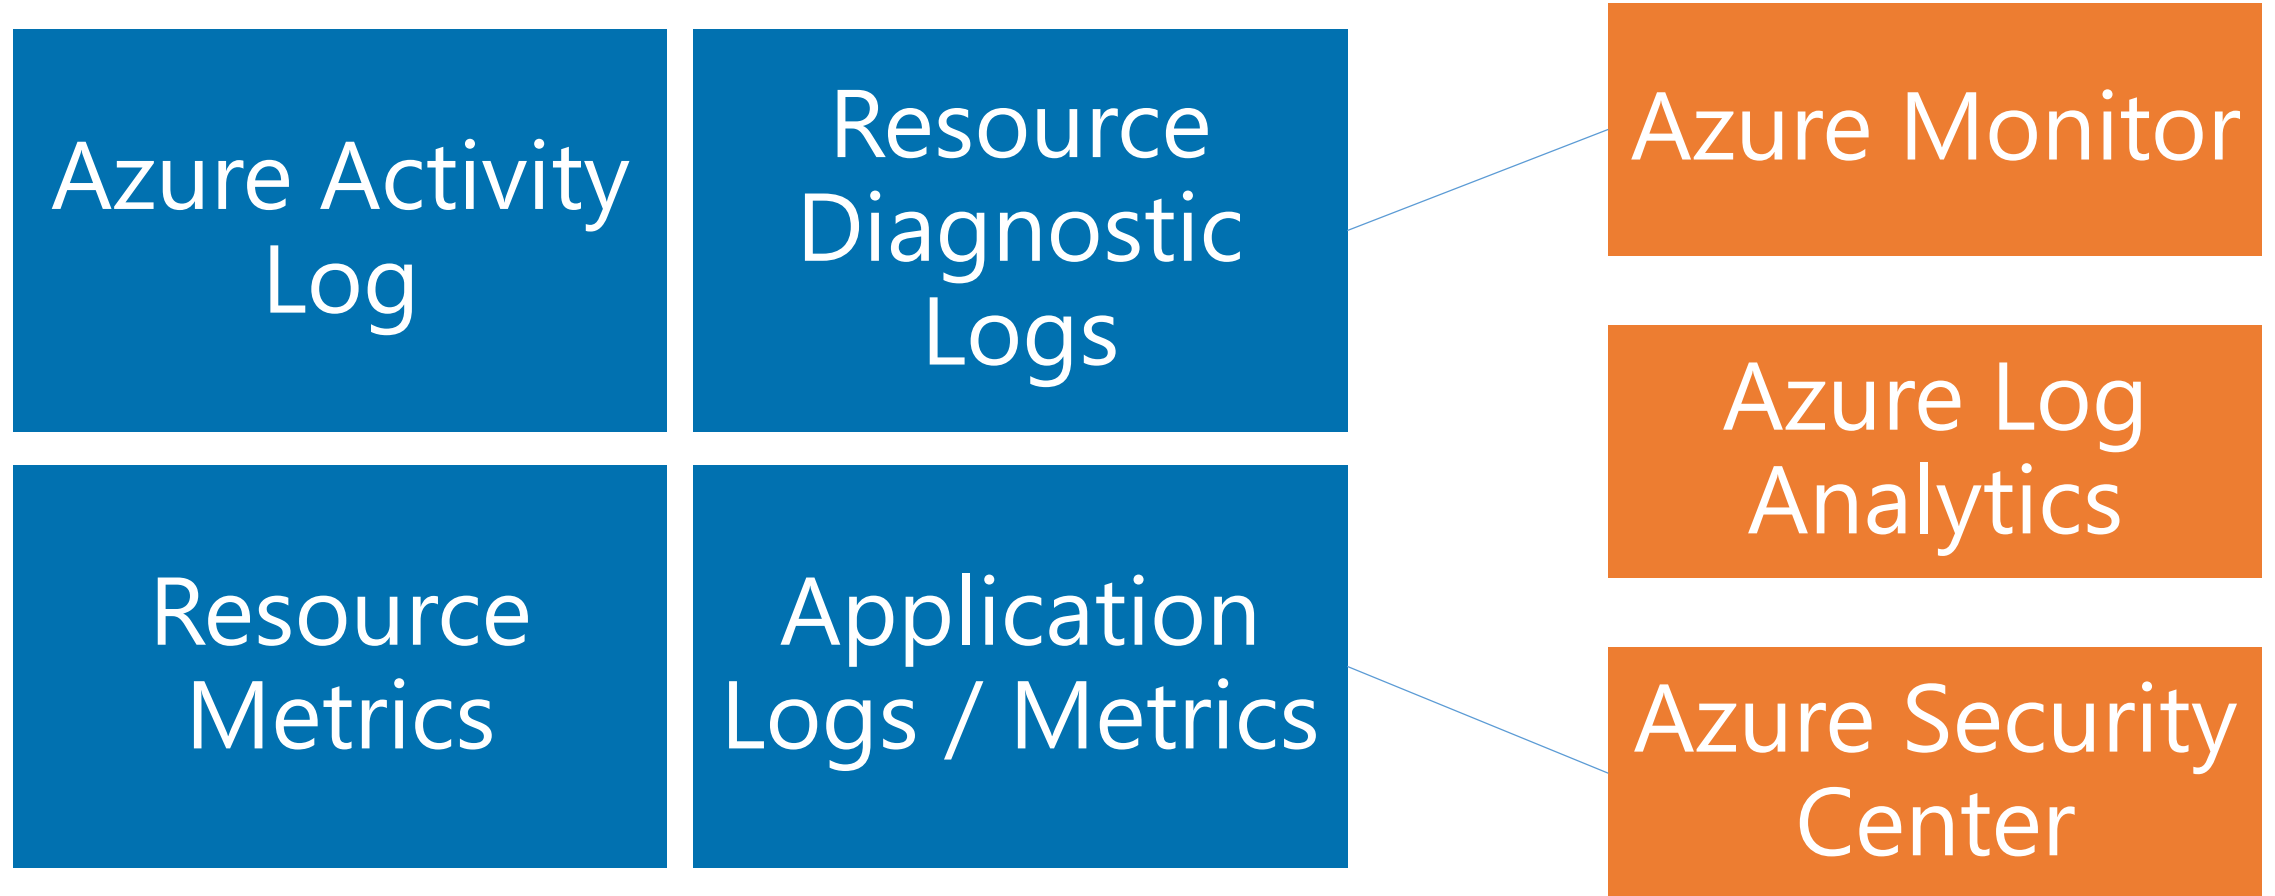 Azure Activity
Log
Resource
Diagnostic
Logs
Resource
Metrics
Application
Logs / Metrics
Azure Monitor
Azure Log
Analytics
Azure Security
Center